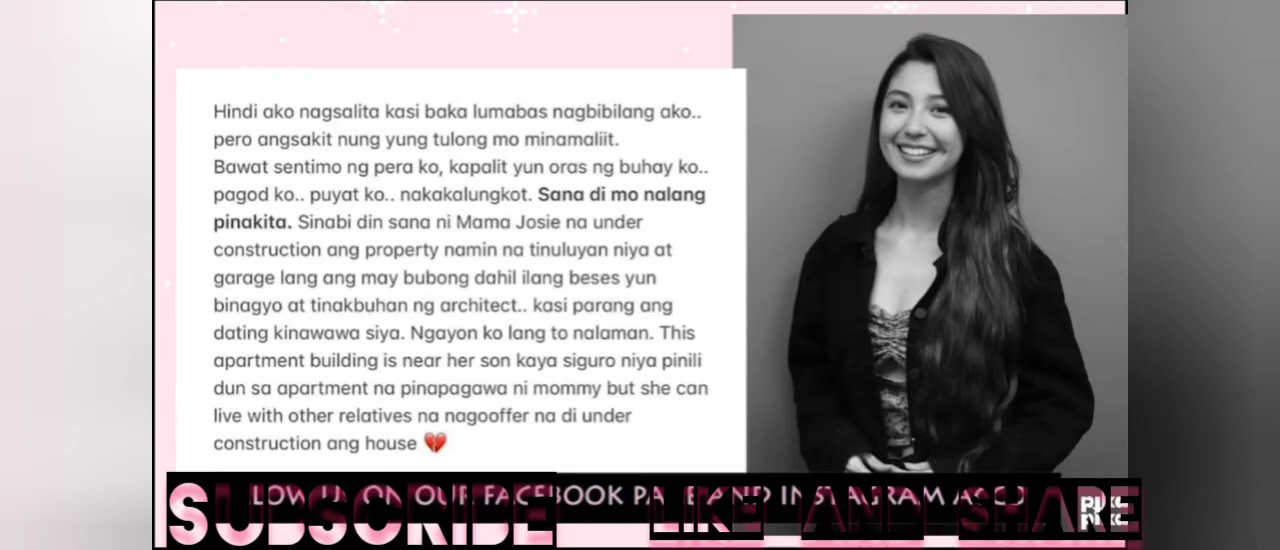 Hindi ako nagsalita kasi baka lumabas nagbibilang ako..
pero angsakit nung yung tulong mo minamaliit.
Bawat sentimo ng pera ko, kapalit yun oras ng buhay ko..
pagod ko.. puyat ko.. nakakalungkot. Sana di mo nalang
pinakita. Sinabi din sana ni Mama Josie na under
construction ang property namin na tinuluyan niya at
garage lang ang may bubong dahil ilang beses yun
binagyo at tinakbuhan ng architect.. kasi parang ang
dating kinawawa siya. Ngayon ko lang to nalaman. This
apartment building is near her son kaya siguro niya pinili
dun sa apartment na pinapagawa ni mommy but she can
live with other relatives na nagooffer na di under
construction ang house 💔
ON OUR FACEBOOK AND INSTAGRAM
SUBSCRIBE LIKE AND SHARE